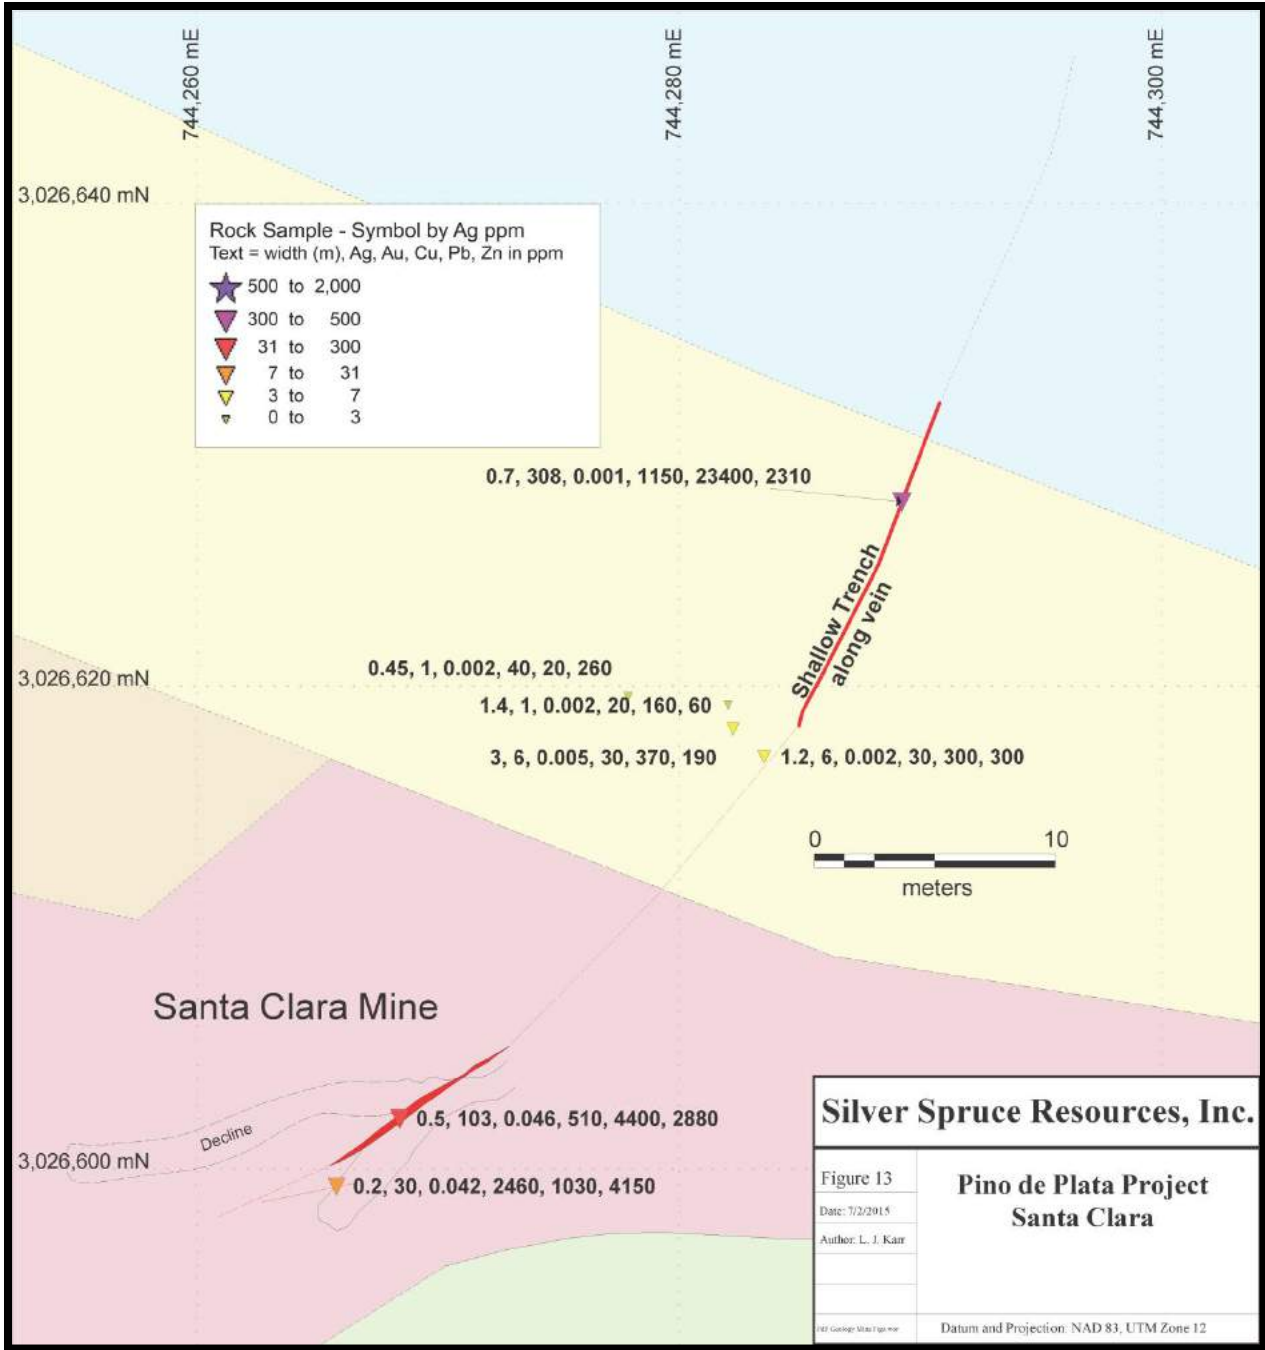 744,260 mE
744,280 mE
744,300 mE
3,026,640 mN
Rock Sample - Symbol by Ag ppm
Text = width (m), Ag, Au, Cu, Pb, Zn in ppm
500 to 2,000
300 to 500
31 to 300
7 to 31
3 to 7
0 to 3
0.7, 308, 0.001, 1150, 23400, 2310
Shallow Trench
along vein
0.45, 1, 0.002, 40, 20, 260
3,026,620 mN
1.4, 1, 0.002, 20, 160, 60
3, 6, 0.005, 30, 370, 190
1.2, 6, 0.002, 30, 300, 300
0 10
meters
Santa Clara Mine
0.5, 103, 0.046, 510, 4400, 2880
Decline
3,026,600 mN
0.2, 30, 0.042, 2460, 1030, 4150
Silver Spruce Resources, Inc.
Figure 13
Date: 7/2/2015
Author: L. J. Karr
Pino de Plata Project
Santa Clara
Datum and Projection: NAD 83, UTM Zone 12